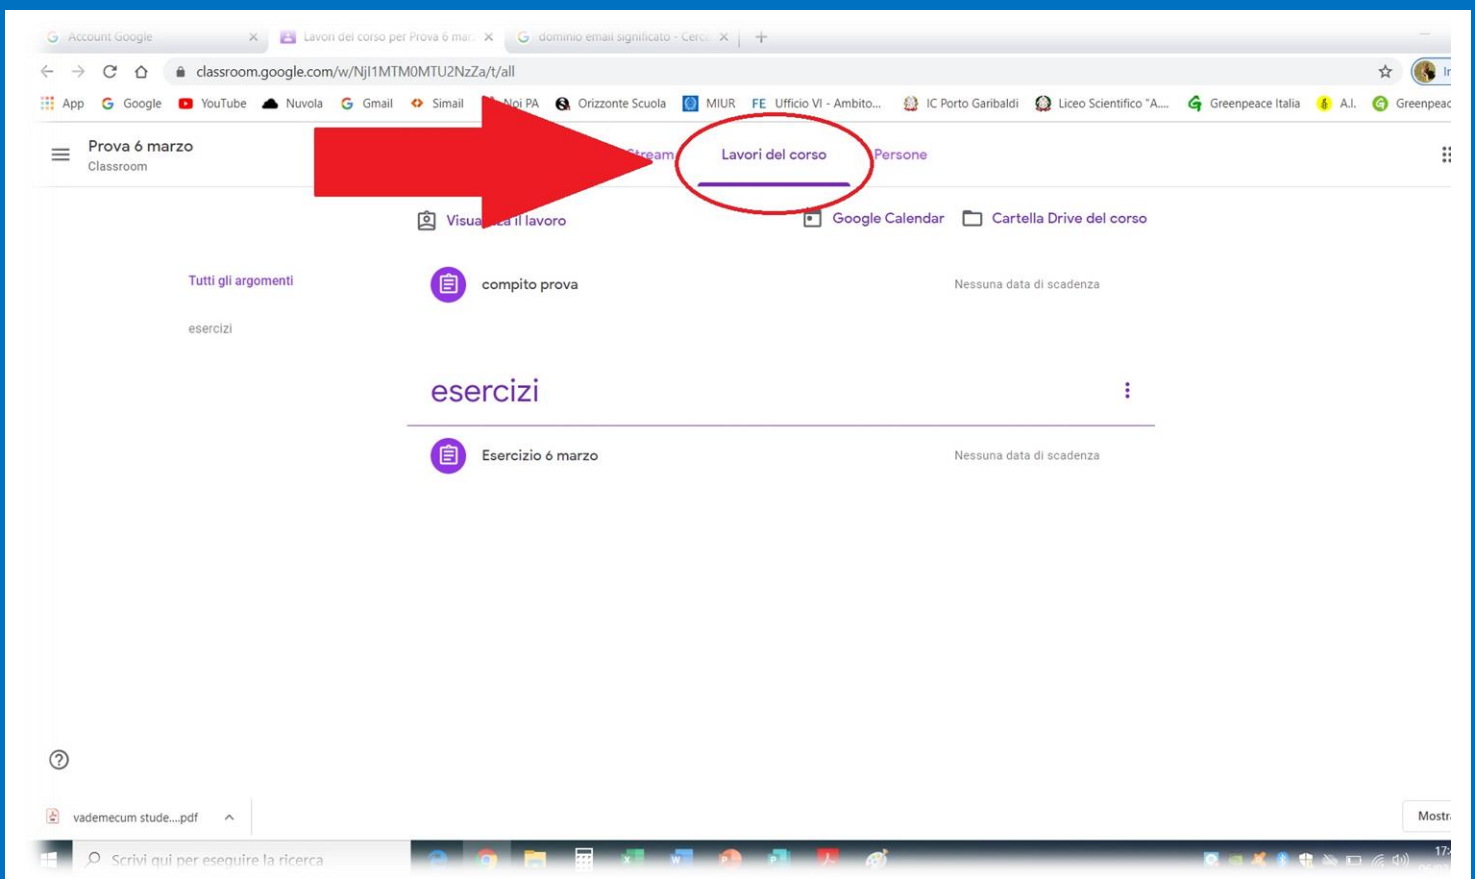 Account Google
Lavori del corso per Prova 6 mar
dominio email significato - Cerc
classroom.google.com/w/NjI1MTM0MTU2NzZa/t/all
App Google YouTube Nuvola Gmail Simail Noi PA Orizzonte Scuola MIUR FE Ufficio VI - Ambito... IC Porto Garibaldi Liceo Scientifico "A.... Greenpeace Italia A.I. Greenpeac
Prova 6 marzo
Classroom
Stream Lavori del corso Persone
Visualizza il lavoro Google Calendar Cartella Drive del corso
Tutti gli argomenti
esercizi
compito prova Nessuna data di scadenza
esercizi
Esercizio 6 marzo Nessuna data di scadenza
vademecum stude....pdf Mostr
Scrivi qui per eseguire la ricerca